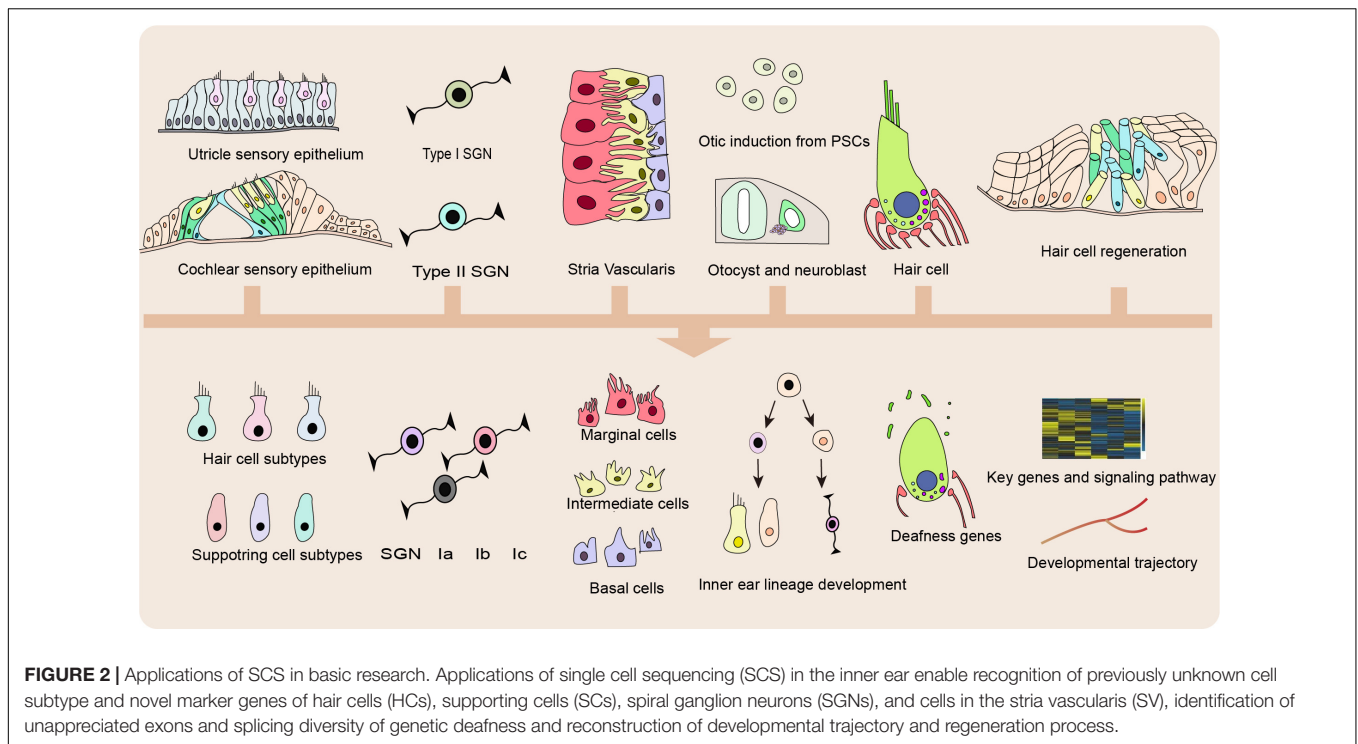 Utricle sensory epithelium
Type I SGN
Otic induction from PSCs
Cochlear sensory epithelium
Type II SGN
Stria Vascularis
Otocyst and neuroblast
Hair cell
Hair cell regeneration
Hair cell subtypes
Suppotring cell subtypes
SGN Ia Ib Ic
Marginal cells
Intermediate cells
Basal cells
Inner ear lineage development
Deafness genes
Key genes and signaling pathway
Developmental trajectory
FIGURE 2 | Applications of SCS in basic research. Applications of single cell sequencing (SCS) in the inner ear enable recognition of previously unknown cell
subtype and novel marker genes of hair cells (HCs), supporting cells (SCs), spiral ganglion neurons (SGNs), and cells in the stria vascularis (SV), identification of
unappreciated exons and splicing diversity of genetic deafness and reconstruction of developmental trajectory and regeneration process.